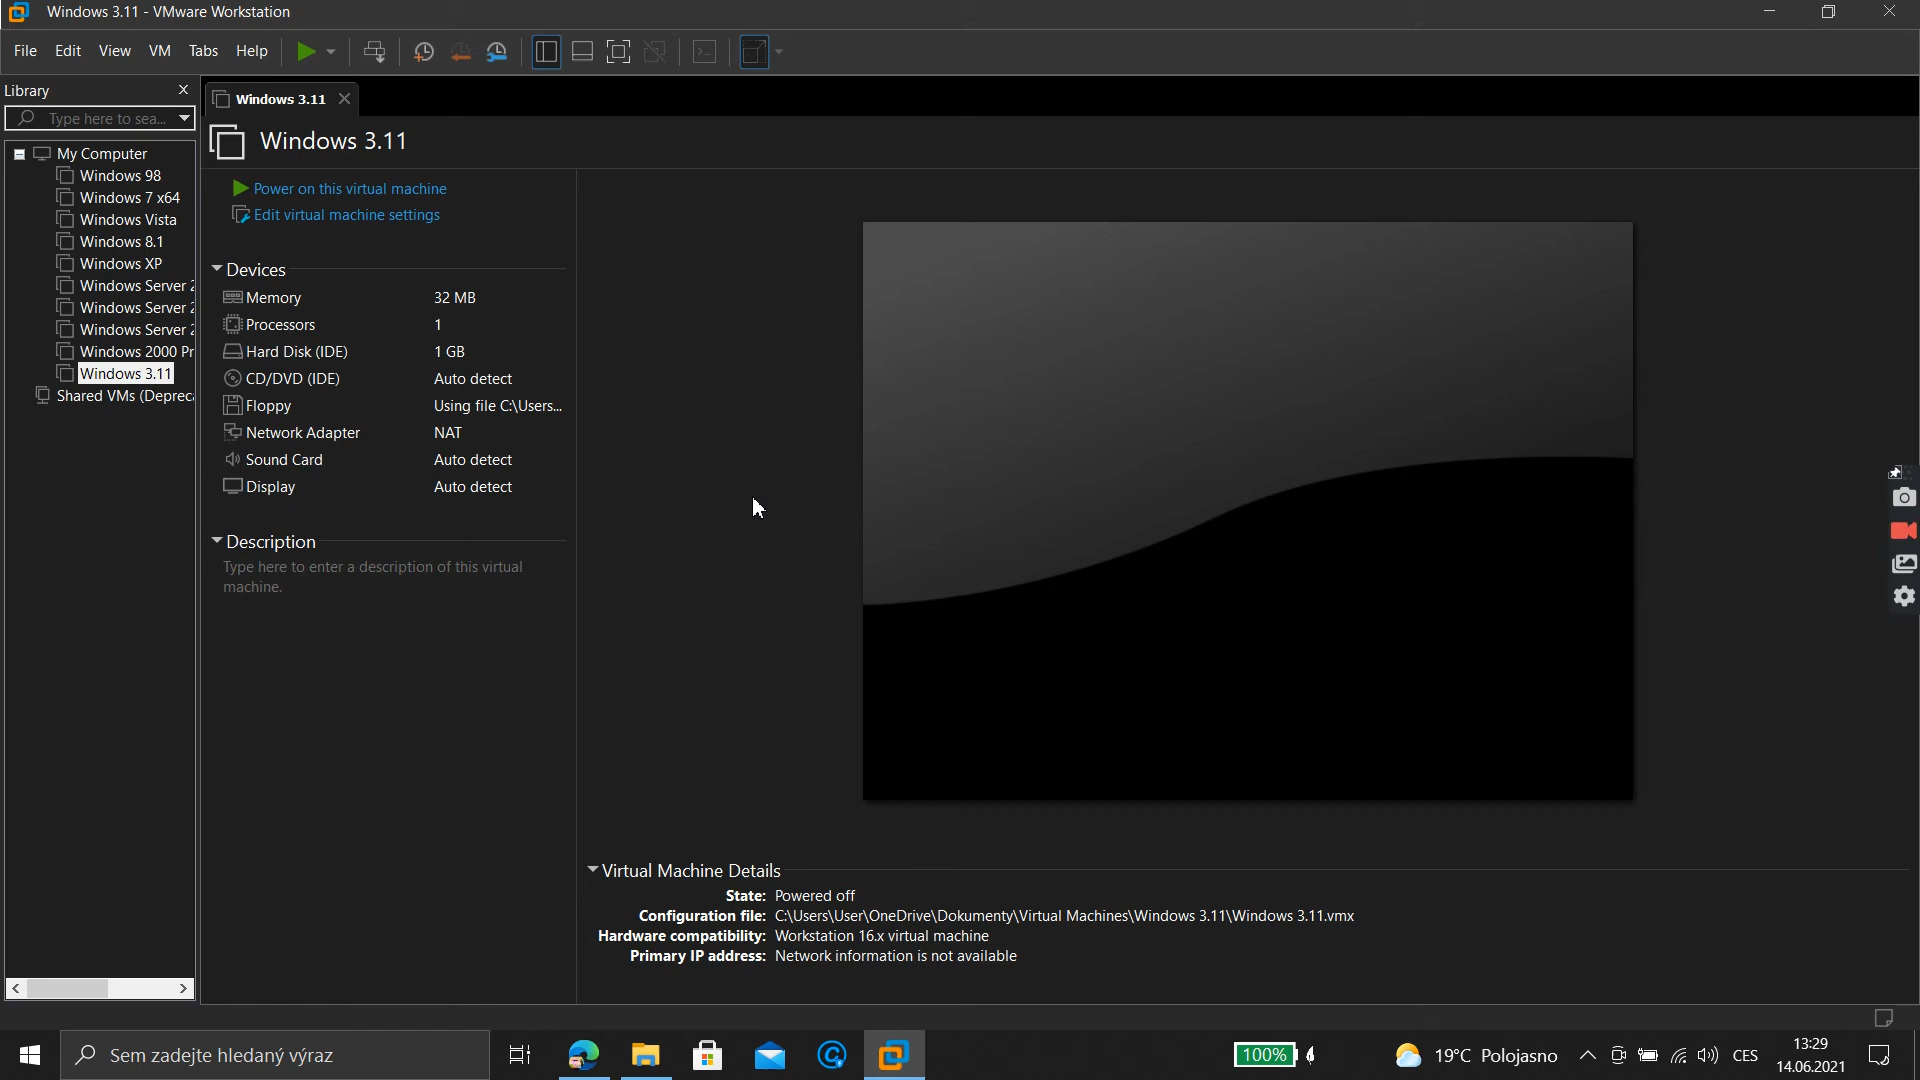 Windows 3.11 - VMware Workstation
File Edit View VM Tabs Help
Library
Type here to sea...
My Computer
Windows 98
Windows 7 x64
Windows Vista
Windows 8.1
Windows XP
Windows Server 2
Windows Server 2
Windows Server 2
Windows 2000 Pr
Windows 3.11
Shared VMs (Depreca
Windows 3.11
Windows 3.11
Power on this virtual machine
Edit virtual machine settings
Devices
Memory 32 MB
Processors 1
Hard Disk (IDE) 1 GB
CD/DVD (IDE) Auto detect
Floppy Using file C:\Users...
Network Adapter NAT
Sound Card Auto detect
Display Auto detect
Description
Type here to enter a description of this virtual
machine.
Virtual Machine Details
State: Powered off
Configuration file: C:\Users\User\OneDrive\Dokumenty\Virtual Machines\Windows 3.11\Windows 3.11.vmx
Hardware compatibility: Workstation 16.x virtual machine
Primary IP address: Network information is not available
Sem zadejte hledaný výraz
100%
19°C Polojasno
CES
13:29
14.06.2021